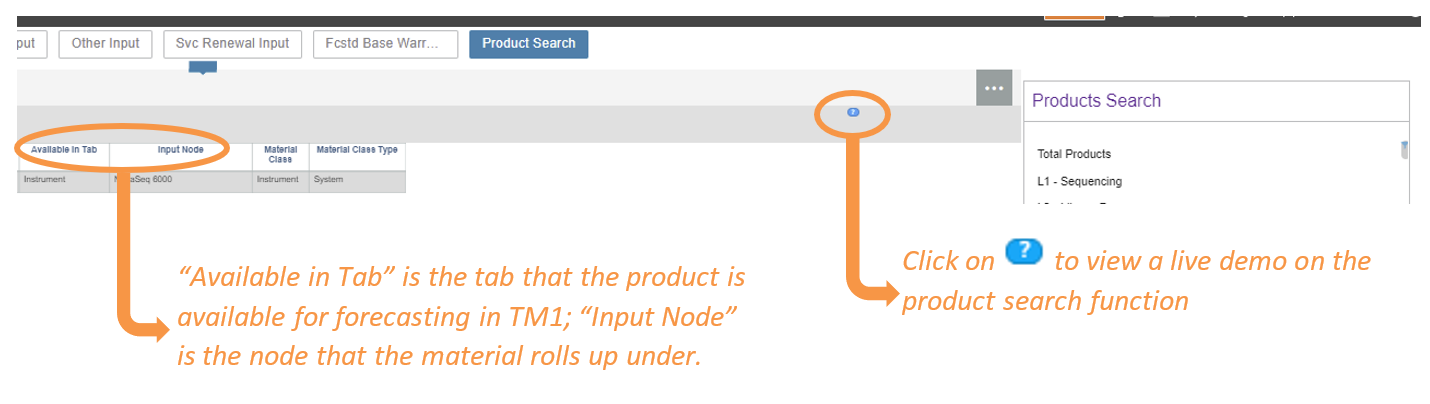 put Other Input Svc Renewal Input Fcstd Base Warr... Product Search
...
?
Products Search
Available In Tab Input Node Material Class Material Class Type
Total Products
Instrument 6000 Instrument System
L1 - Sequencing
“Available in Tab” is the tab that the product is
available for forecasting in TM1; “Input Node”
is the node that the material rolls up under.
Click on ? to view a live demo on the
product search function